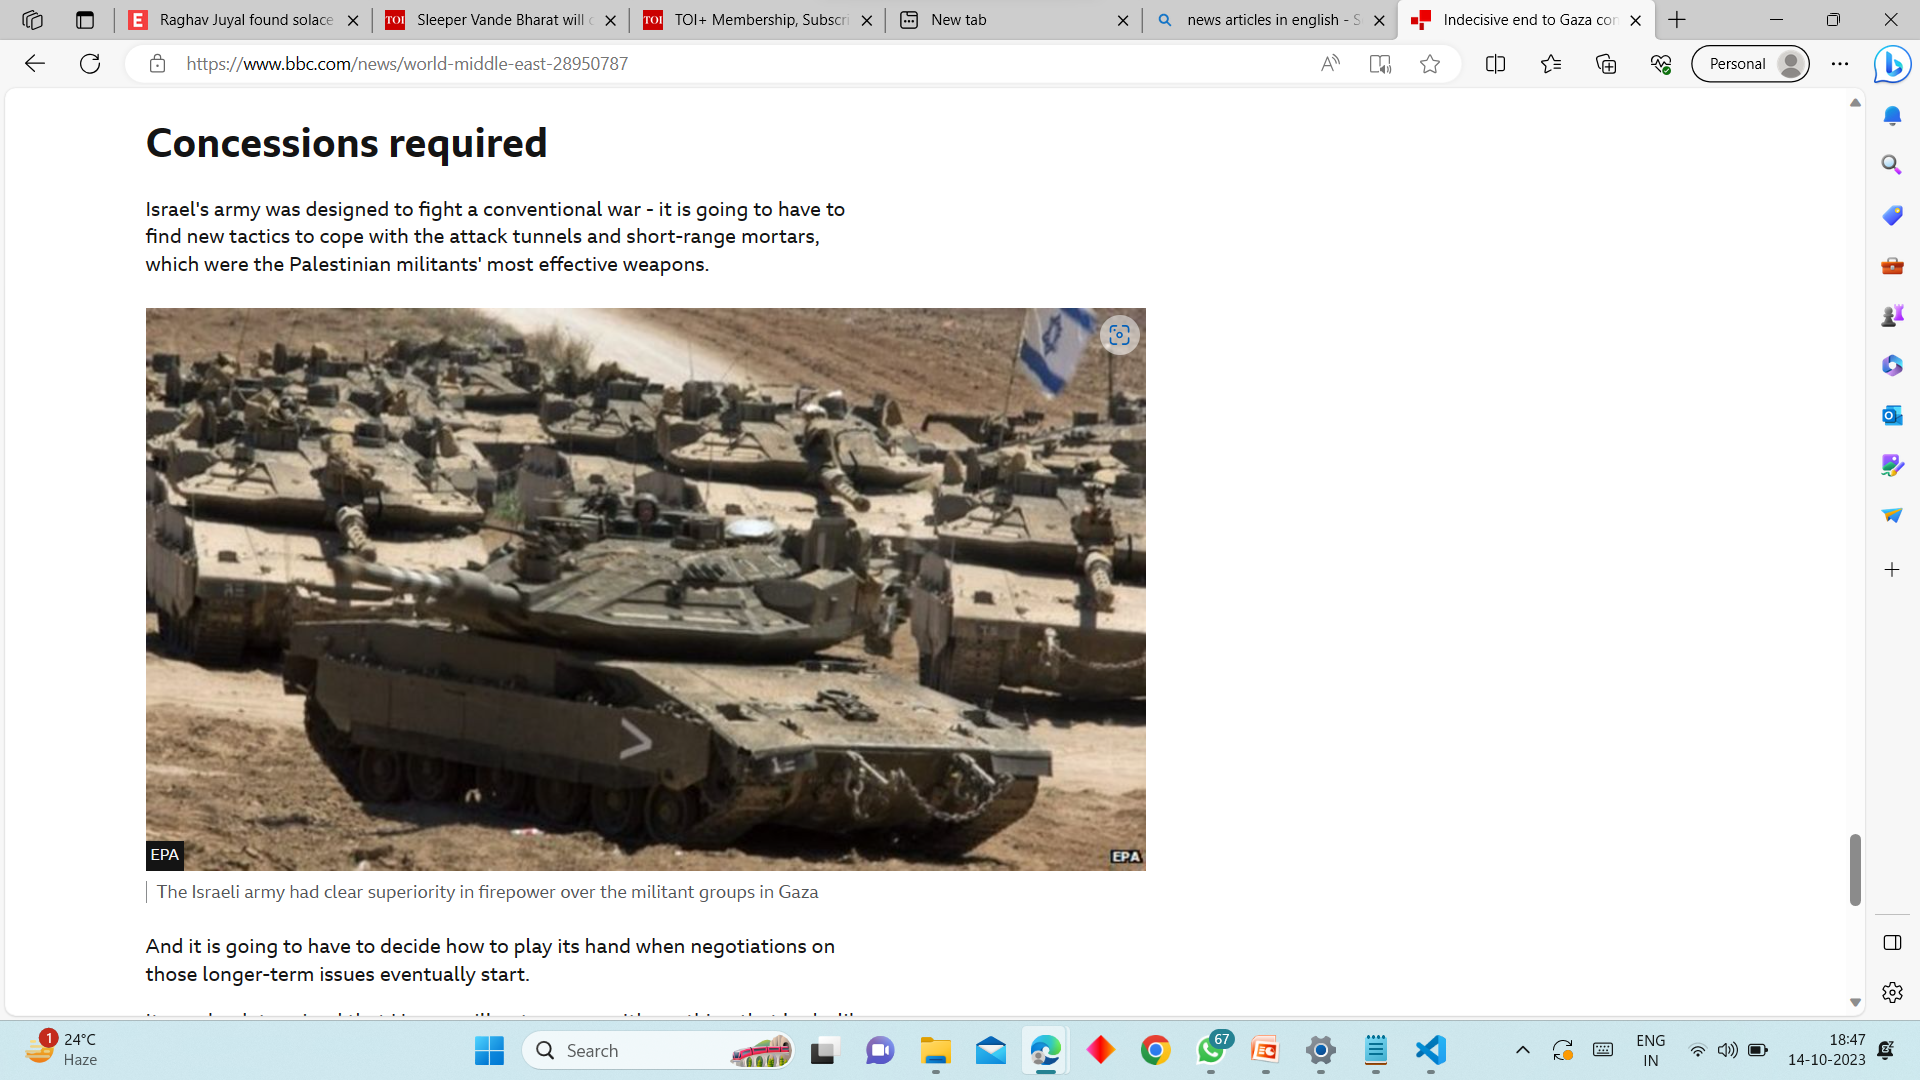 Raghav Juyal found solace
TOI
Sleeper Vande Bharat will c
TOI
TOI+ Membership, Subscri
New tab
news articles in english - S
Indecisive end to Gaza con
https://www.bbc.com/news/world-middle-east-28950787
Personal
Concessions required
Israel's army was designed to fight a conventional war - it is going to have to
find new tactics to cope with the attack tunnels and short-range mortars,
which were the Palestinian militants' most effective weapons.
EPA
EPA
The Israeli army had clear superiority in firepower over the militant groups in Gaza
And it is going to have to decide how to play its hand when negotiations on
those longer-term issues eventually start.
1
24°C
Haze
Search
67
ENG
IN
18:47
14-10-2023